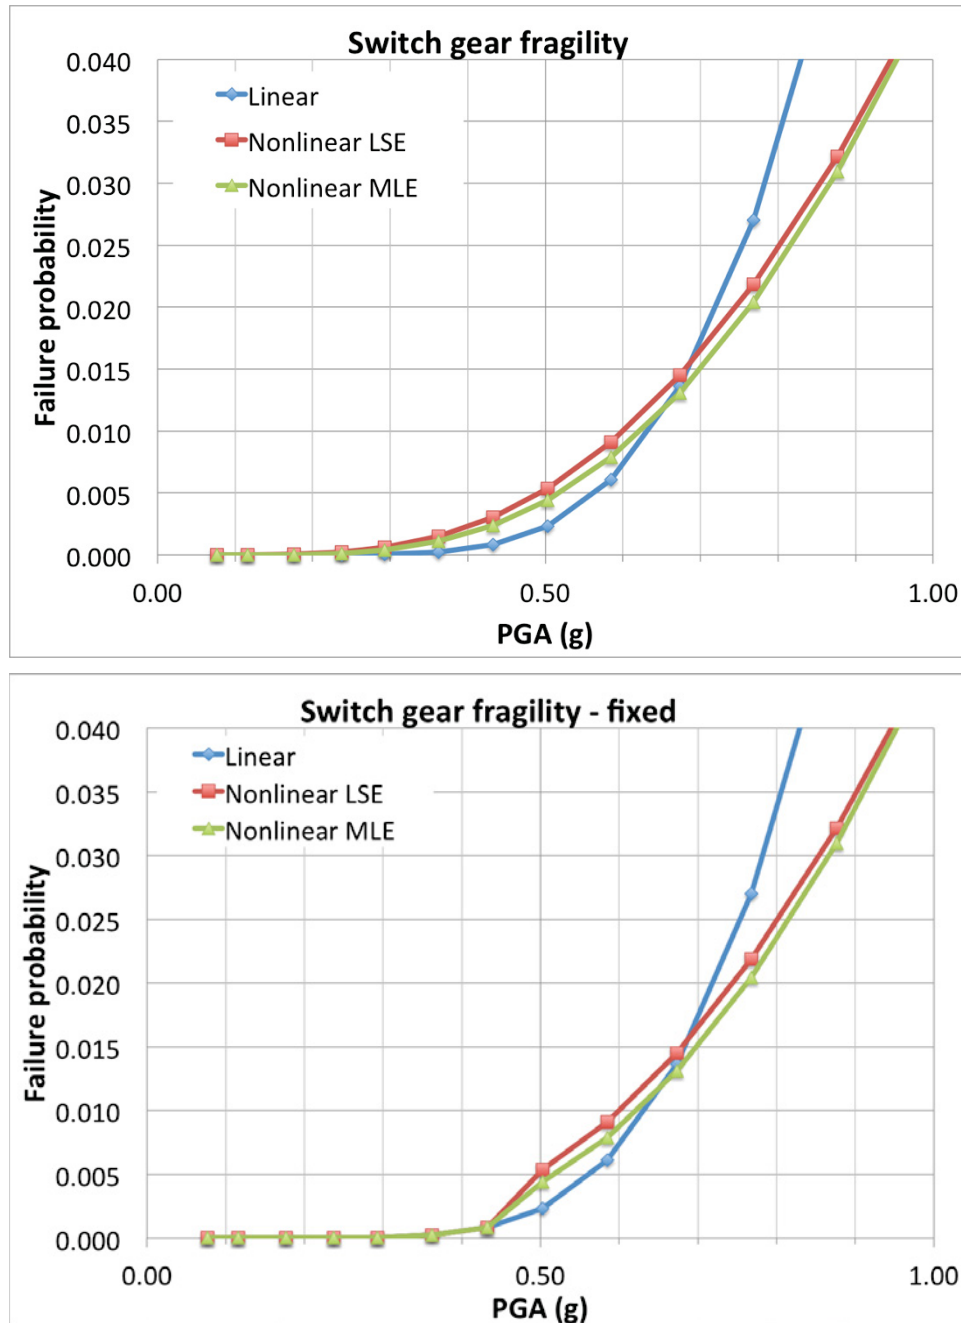 Switch gear fragility
0.040
0.035
0.030
0.025
0.020
0.015
0.010
0.005
0.000
Failure probability
Linear
Nonlinear LSE
Nonlinear MLE
0.00 0.50 1.00
PGA (g)
Switch gear fragility - fixed
0.040
0.035
0.030
0.025
0.020
0.015
0.010
0.005
0.000
Failure probability
Linear
Nonlinear LSE
Nonlinear MLE
0.00 0.50 1.00
PGA (g)